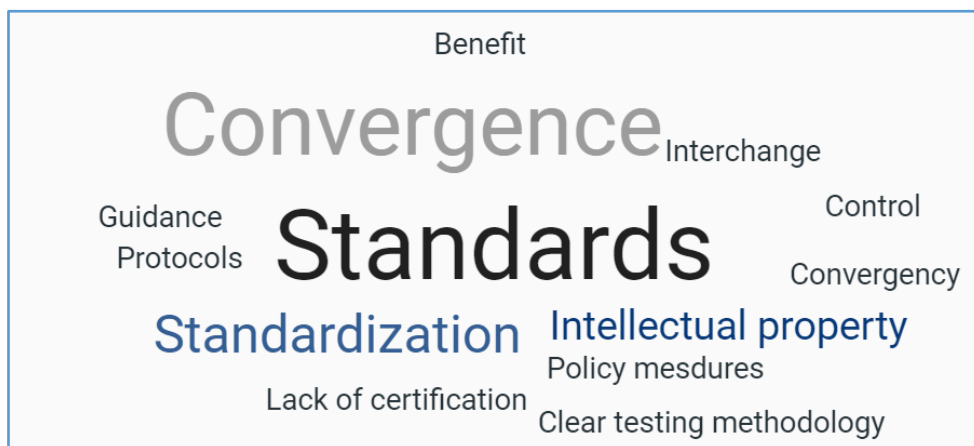 Benefit
Convergence
Interchange
Guidance
Control
Protocols
Standards
Convergency
Standardization
Intellectual property
Policy mesdures
Lack of certification
Clear testing methodology